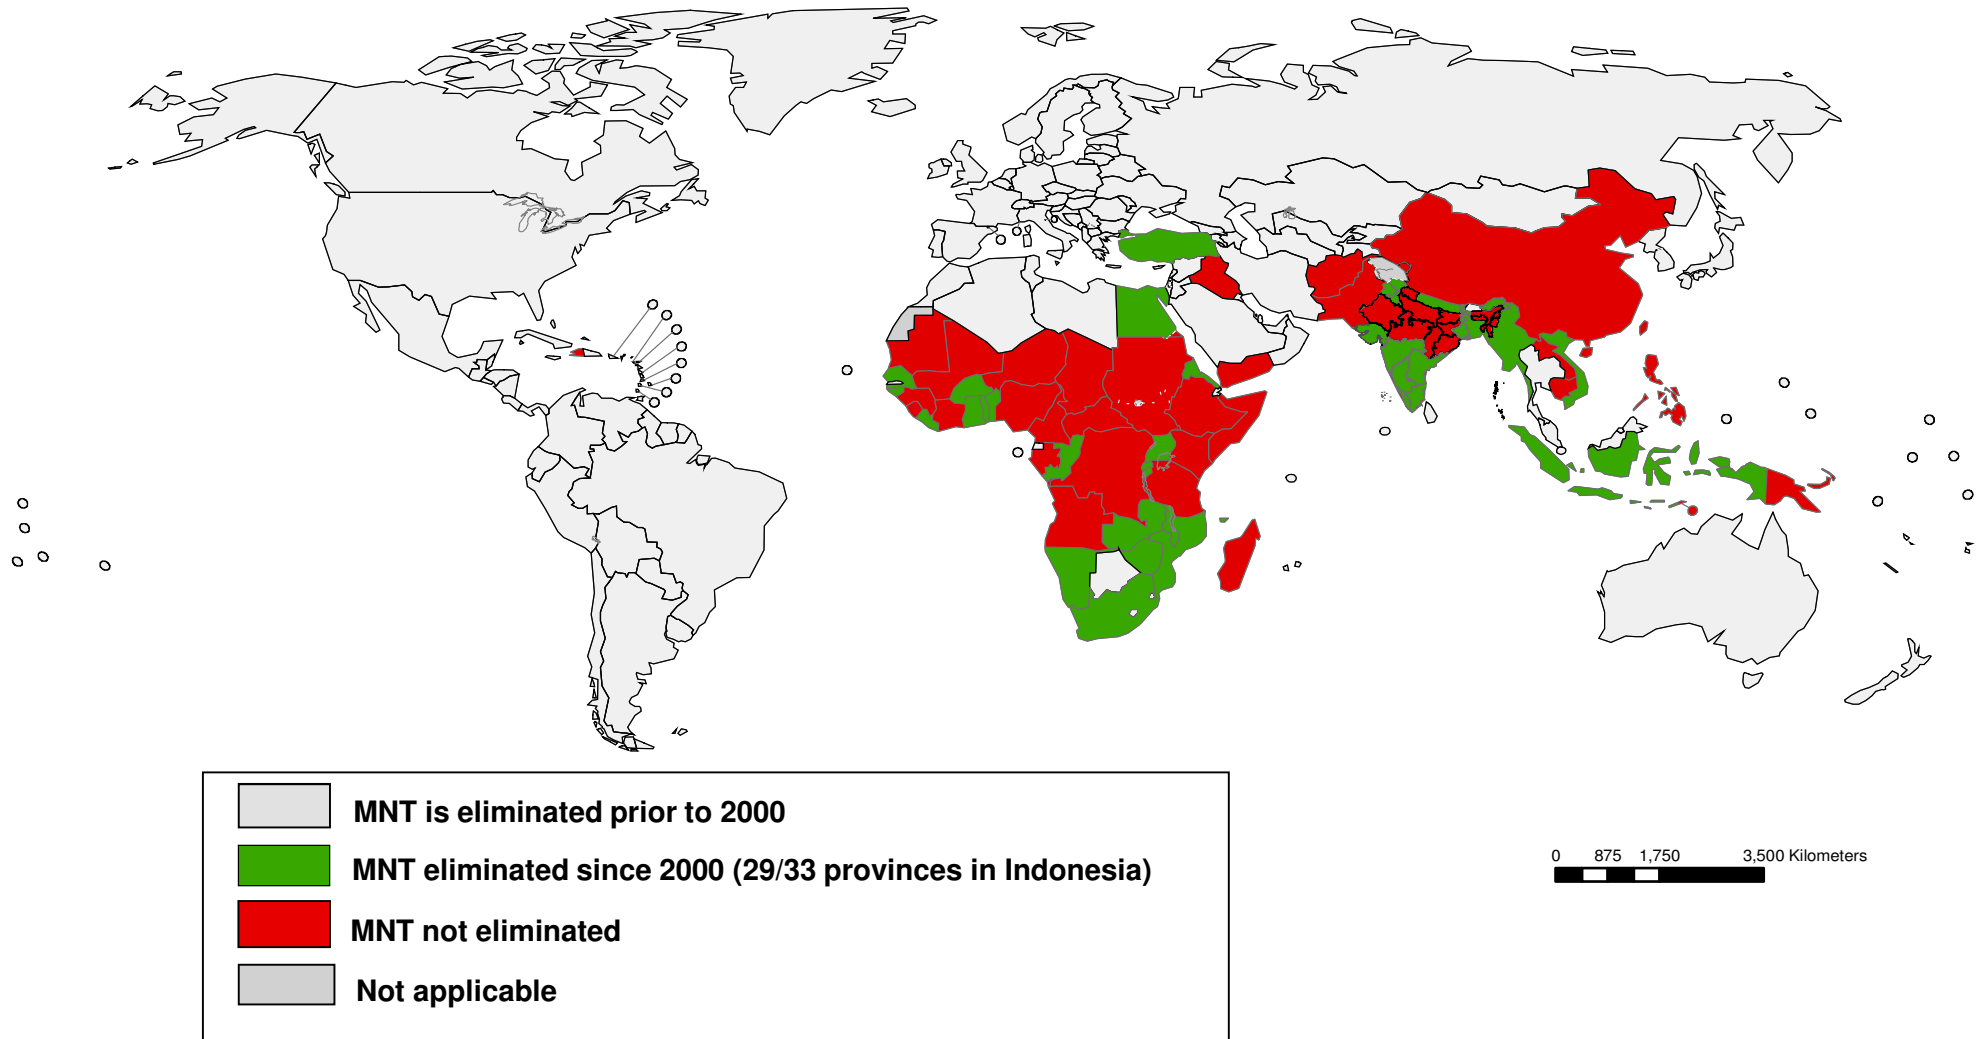 MNT is eliminated prior to 2000
MNT eliminated since 2000 (29/33 provinces in Indonesia)
MNT not eliminated
Not applicable
0 875 1,750 3,500 Kilometers